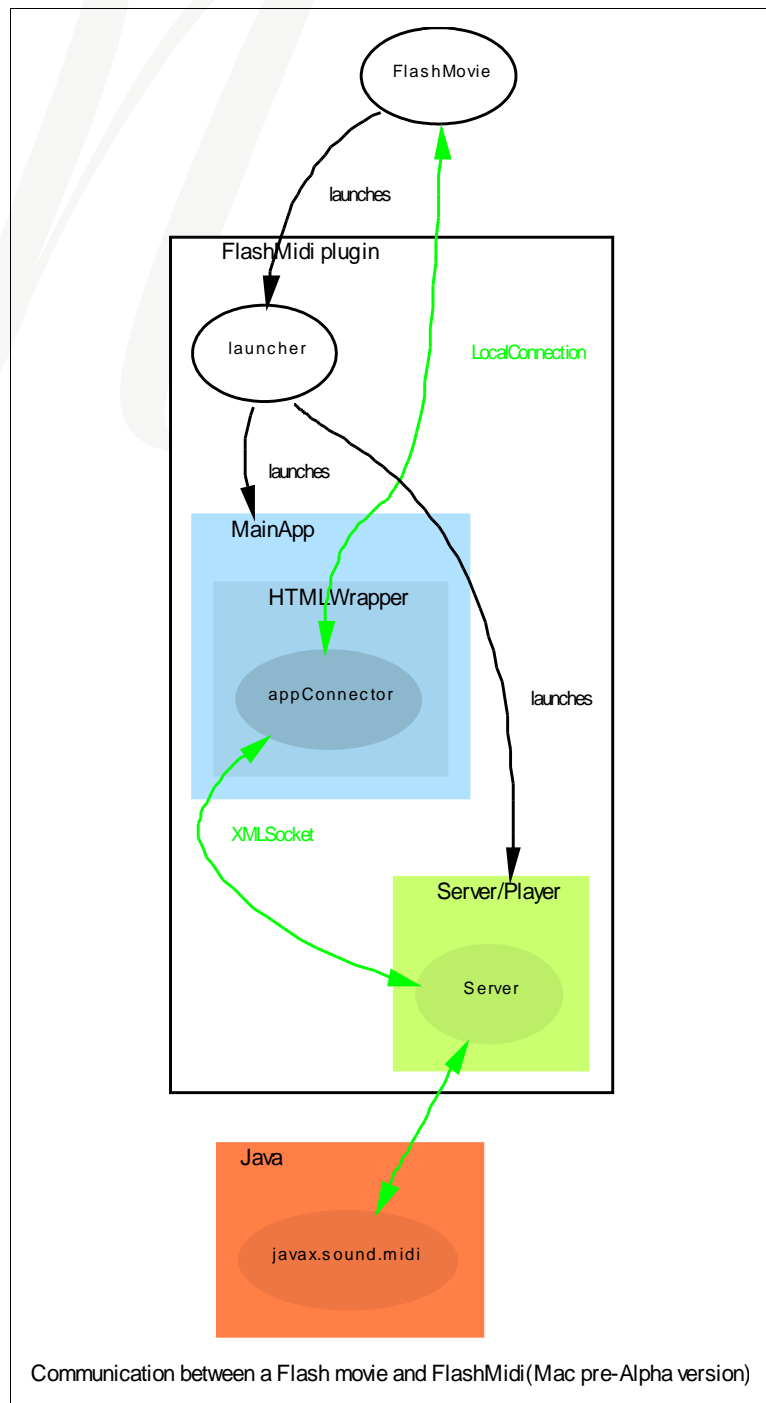 FlashMovie
launches
FlashMidi plugin
launcher
LocalConnection
launches
MainApp
HTMLWrapper
appConnector
launches
XMLSocket
Server/Player
Server
Java
javax.sound.midi
Communication between a Flash movie and FlashMidi(Mac pre-Alpha version)